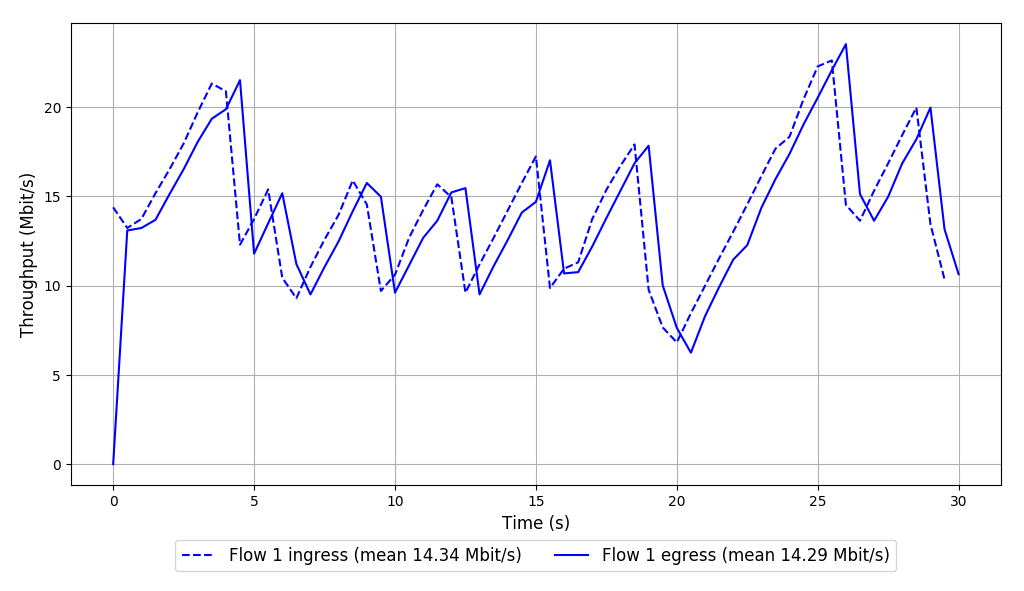 Throughput (Mbit/s)
20
15
10
5
0
0 5 10 15 20 25 30
Time (s)
Flow 1 ingress (mean 14.34 Mbit/s) Flow 1 egress (mean 14.29 Mbit/s)